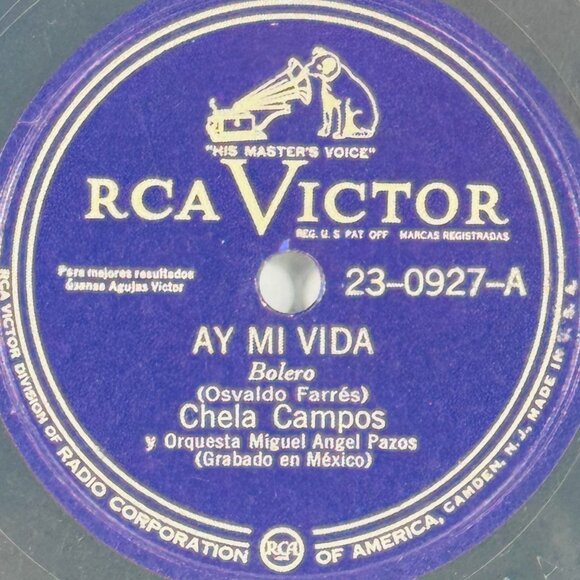 "HIS MASTER'S VOICE"
RCA VICTOR
REG. U. S. PAT OFF MARCAS REGISTRADAS
Para mejores resultados
úsanse Agujas Victor
23-0927-A
AY MI VIDA
Bolero
(Osvaldo Farrés)
Chela Campos
y Orquesta Miguel Angel Pazos
(Grabado en México)
RCA VICTOR DIVISION OF RADIO CORPORATION OF AMERICA, CAMDEN, N. J., MADE IN U. S. A.
RCA